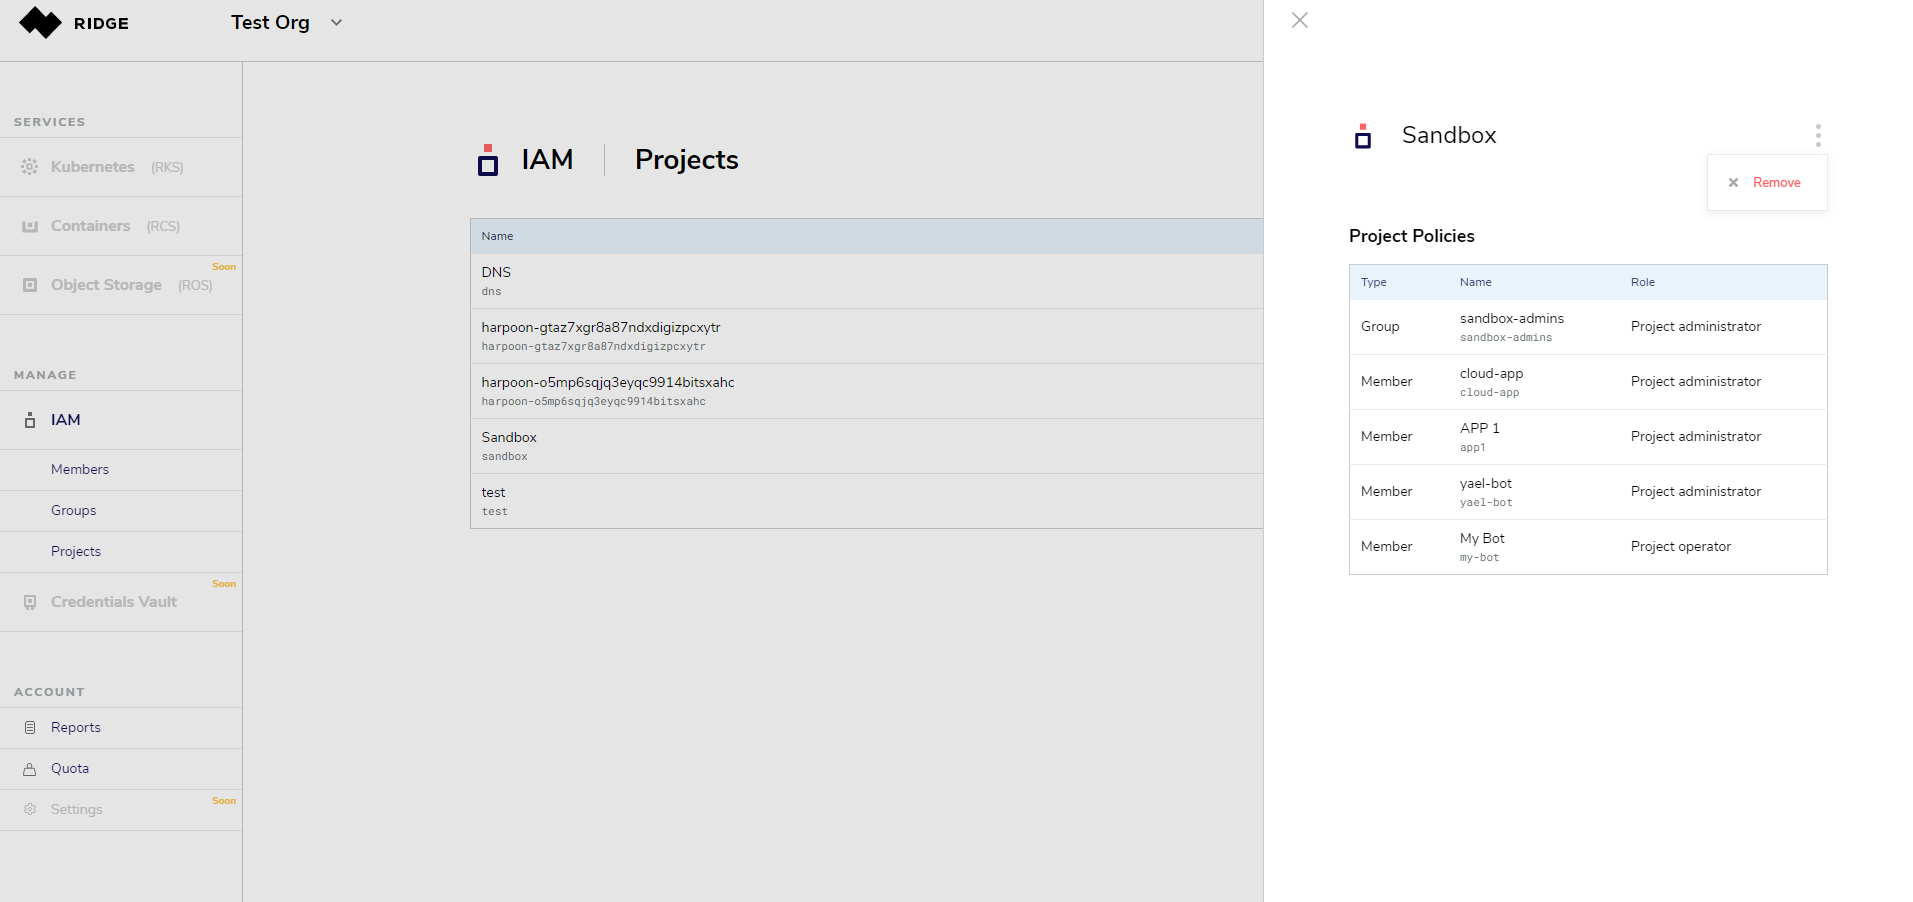 RIDGE
Test Org
SERVICES
Kubernetes (RKS)
Containers (RCS)
Soon
Object Storage (ROS)
MANAGE
IAM
Members
Groups
Projects
Soon
Credentials Vault
ACCOUNT
Reports
Quota
Soon
Settings
IAM
Projects
Name
DNS
dns
harpoon-gtaz7xgr8a87ndxdigizpcxytr
harpoon-gtaz7xgr8a87ndxdigizpcxytr
harpoon-o5mp6sqjq3eyqc9914bitsxahc
harpoon-o5mp6sqjq3eyqc9914bitsxahc
Sandbox
sandbox
test
test
Sandbox
Remove
Project Policies
Type Name Role
Group sandbox-admins Project administrator
sandbox-admins
Member cloud-app Project administrator
cloud-app
Member APP 1 Project administrator
app1
Member yael-bot Project administrator
yael-bot
Member My Bot Project operator
my-bot